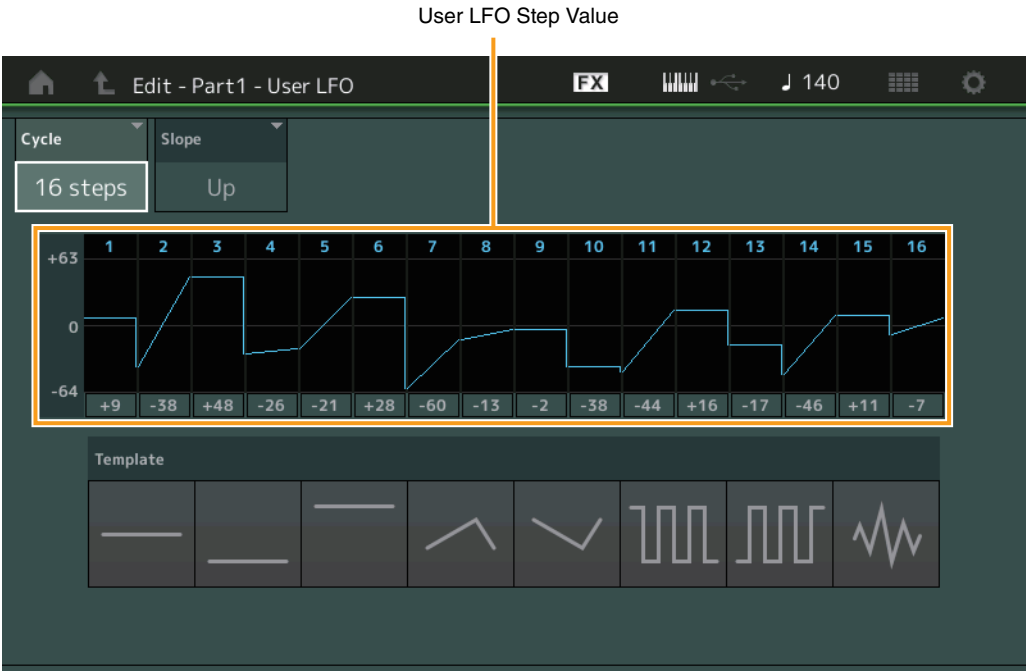 User LFO Step Value
Edit - Part1 - User LFO FX 140
Cycle Slope
16 steps Up
1 2 3 4 5 6 7 8 9 10 11 12 13 14 15 16
+63
0
-64
+9 -38 +48 -26 -21 +28 -60 -13 -2 -38 -44 +16 -17 -46 +11 -7
Template